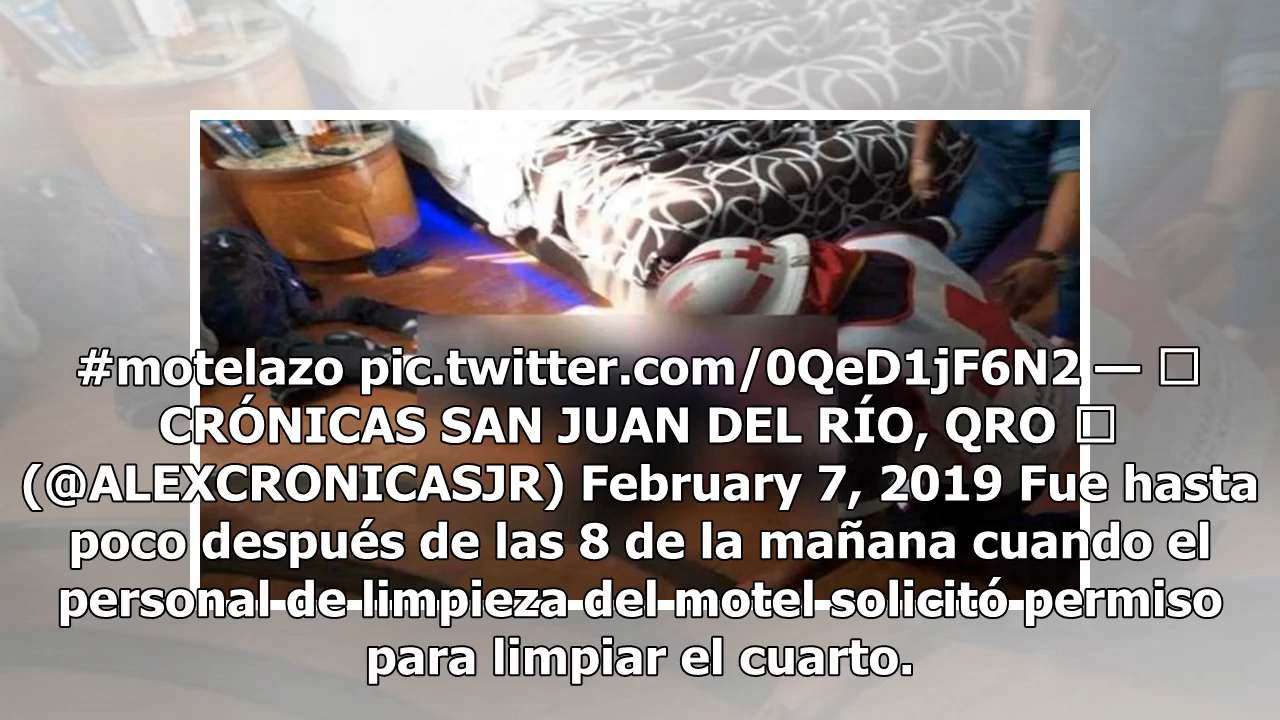 #motelazo pic.twitter.com/0QeD1jF6N2 — □
CRÓNICAS SAN JUAN DEL RÍO, QRO □
(@ALEXCRONICASJR) February 7, 2019 Fue hasta
poco después de las 8 de la mañana cuando el
personal de limpieza del motel solicitó permiso
para limpiar el cuarto.